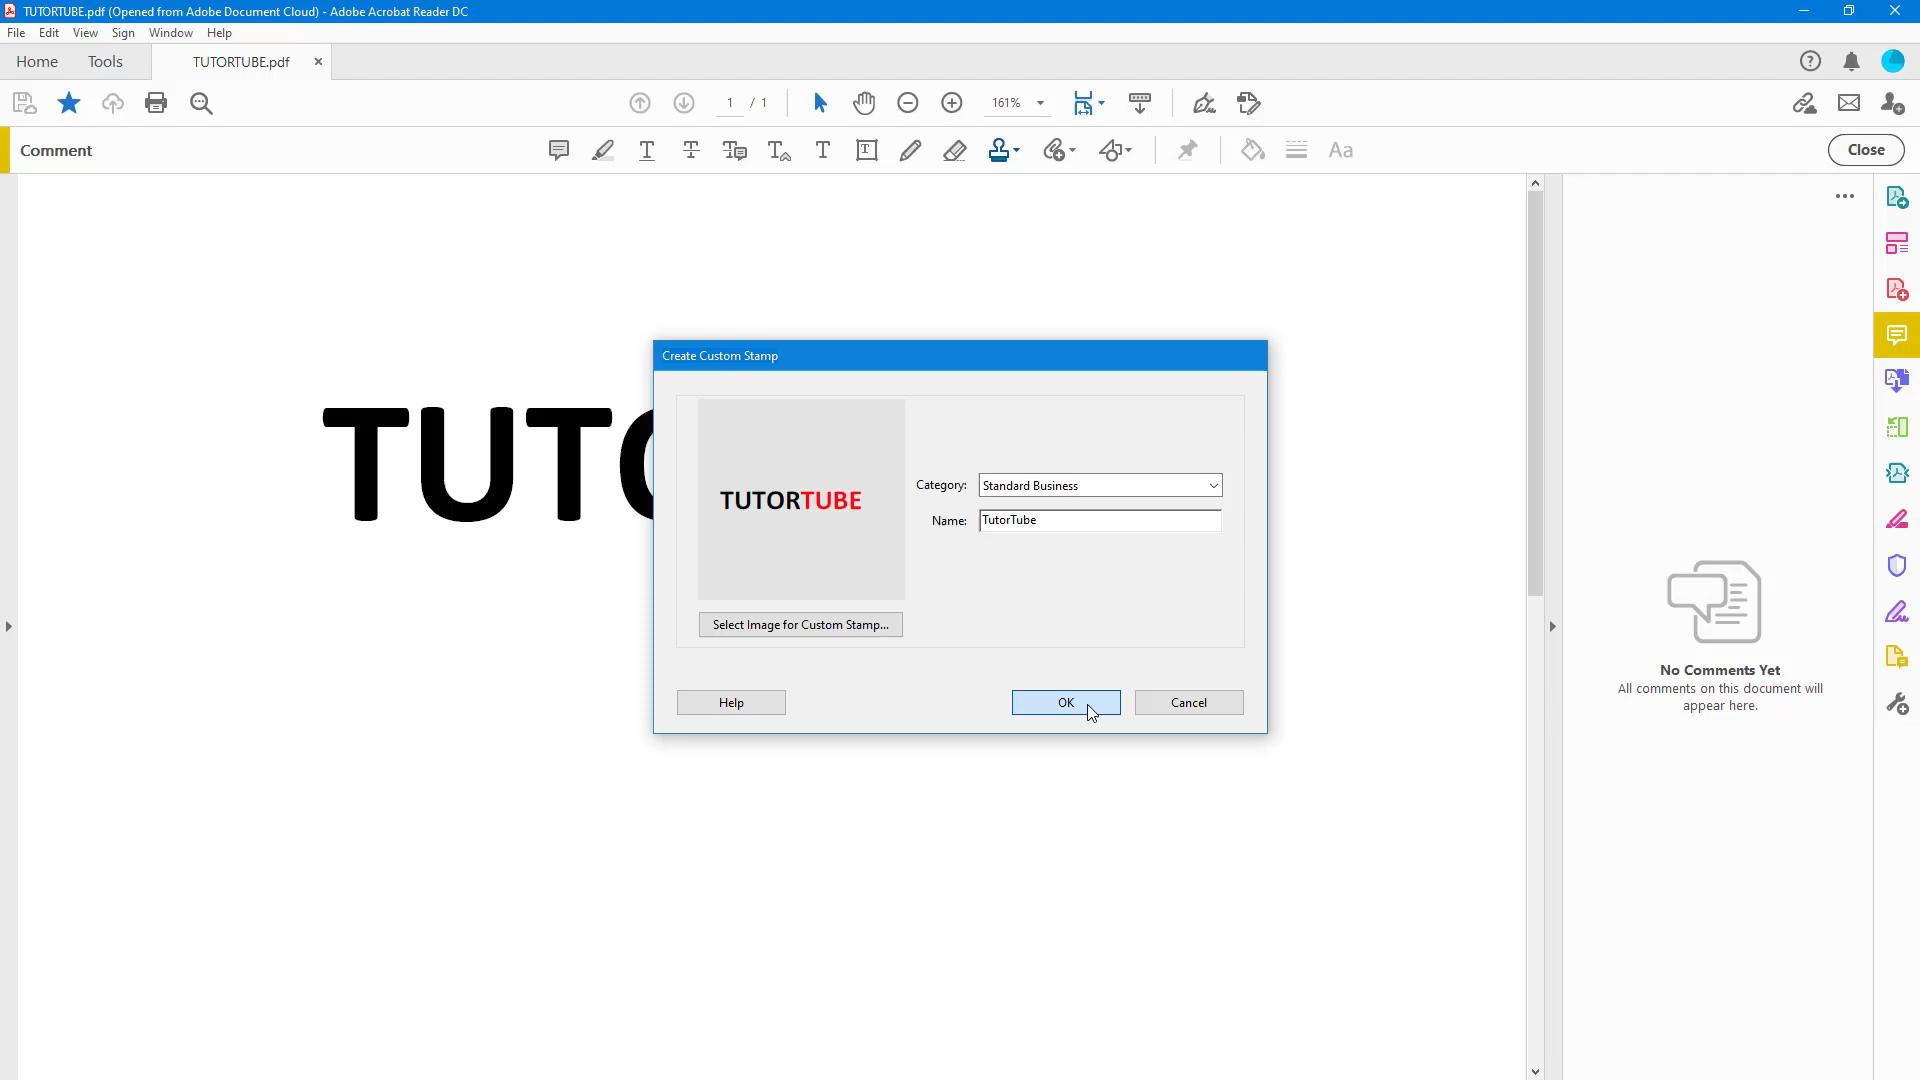 TUTORTUBE.pdf (Opened from Adobe Document Cloud) - Adobe Acrobat Reader DC
File Edit View Sign Window Help
Home Tools TUTORTUBE.pdf
1 / 1 161%
Comment Close
Create Custom Stamp
TUTO
TUTORTUBE
Category: Standard Business
Name: TutorTube
Select Image for Custom Stamp...
Help OK Cancel
No Comments Yet
All comments on this document will
appear here.